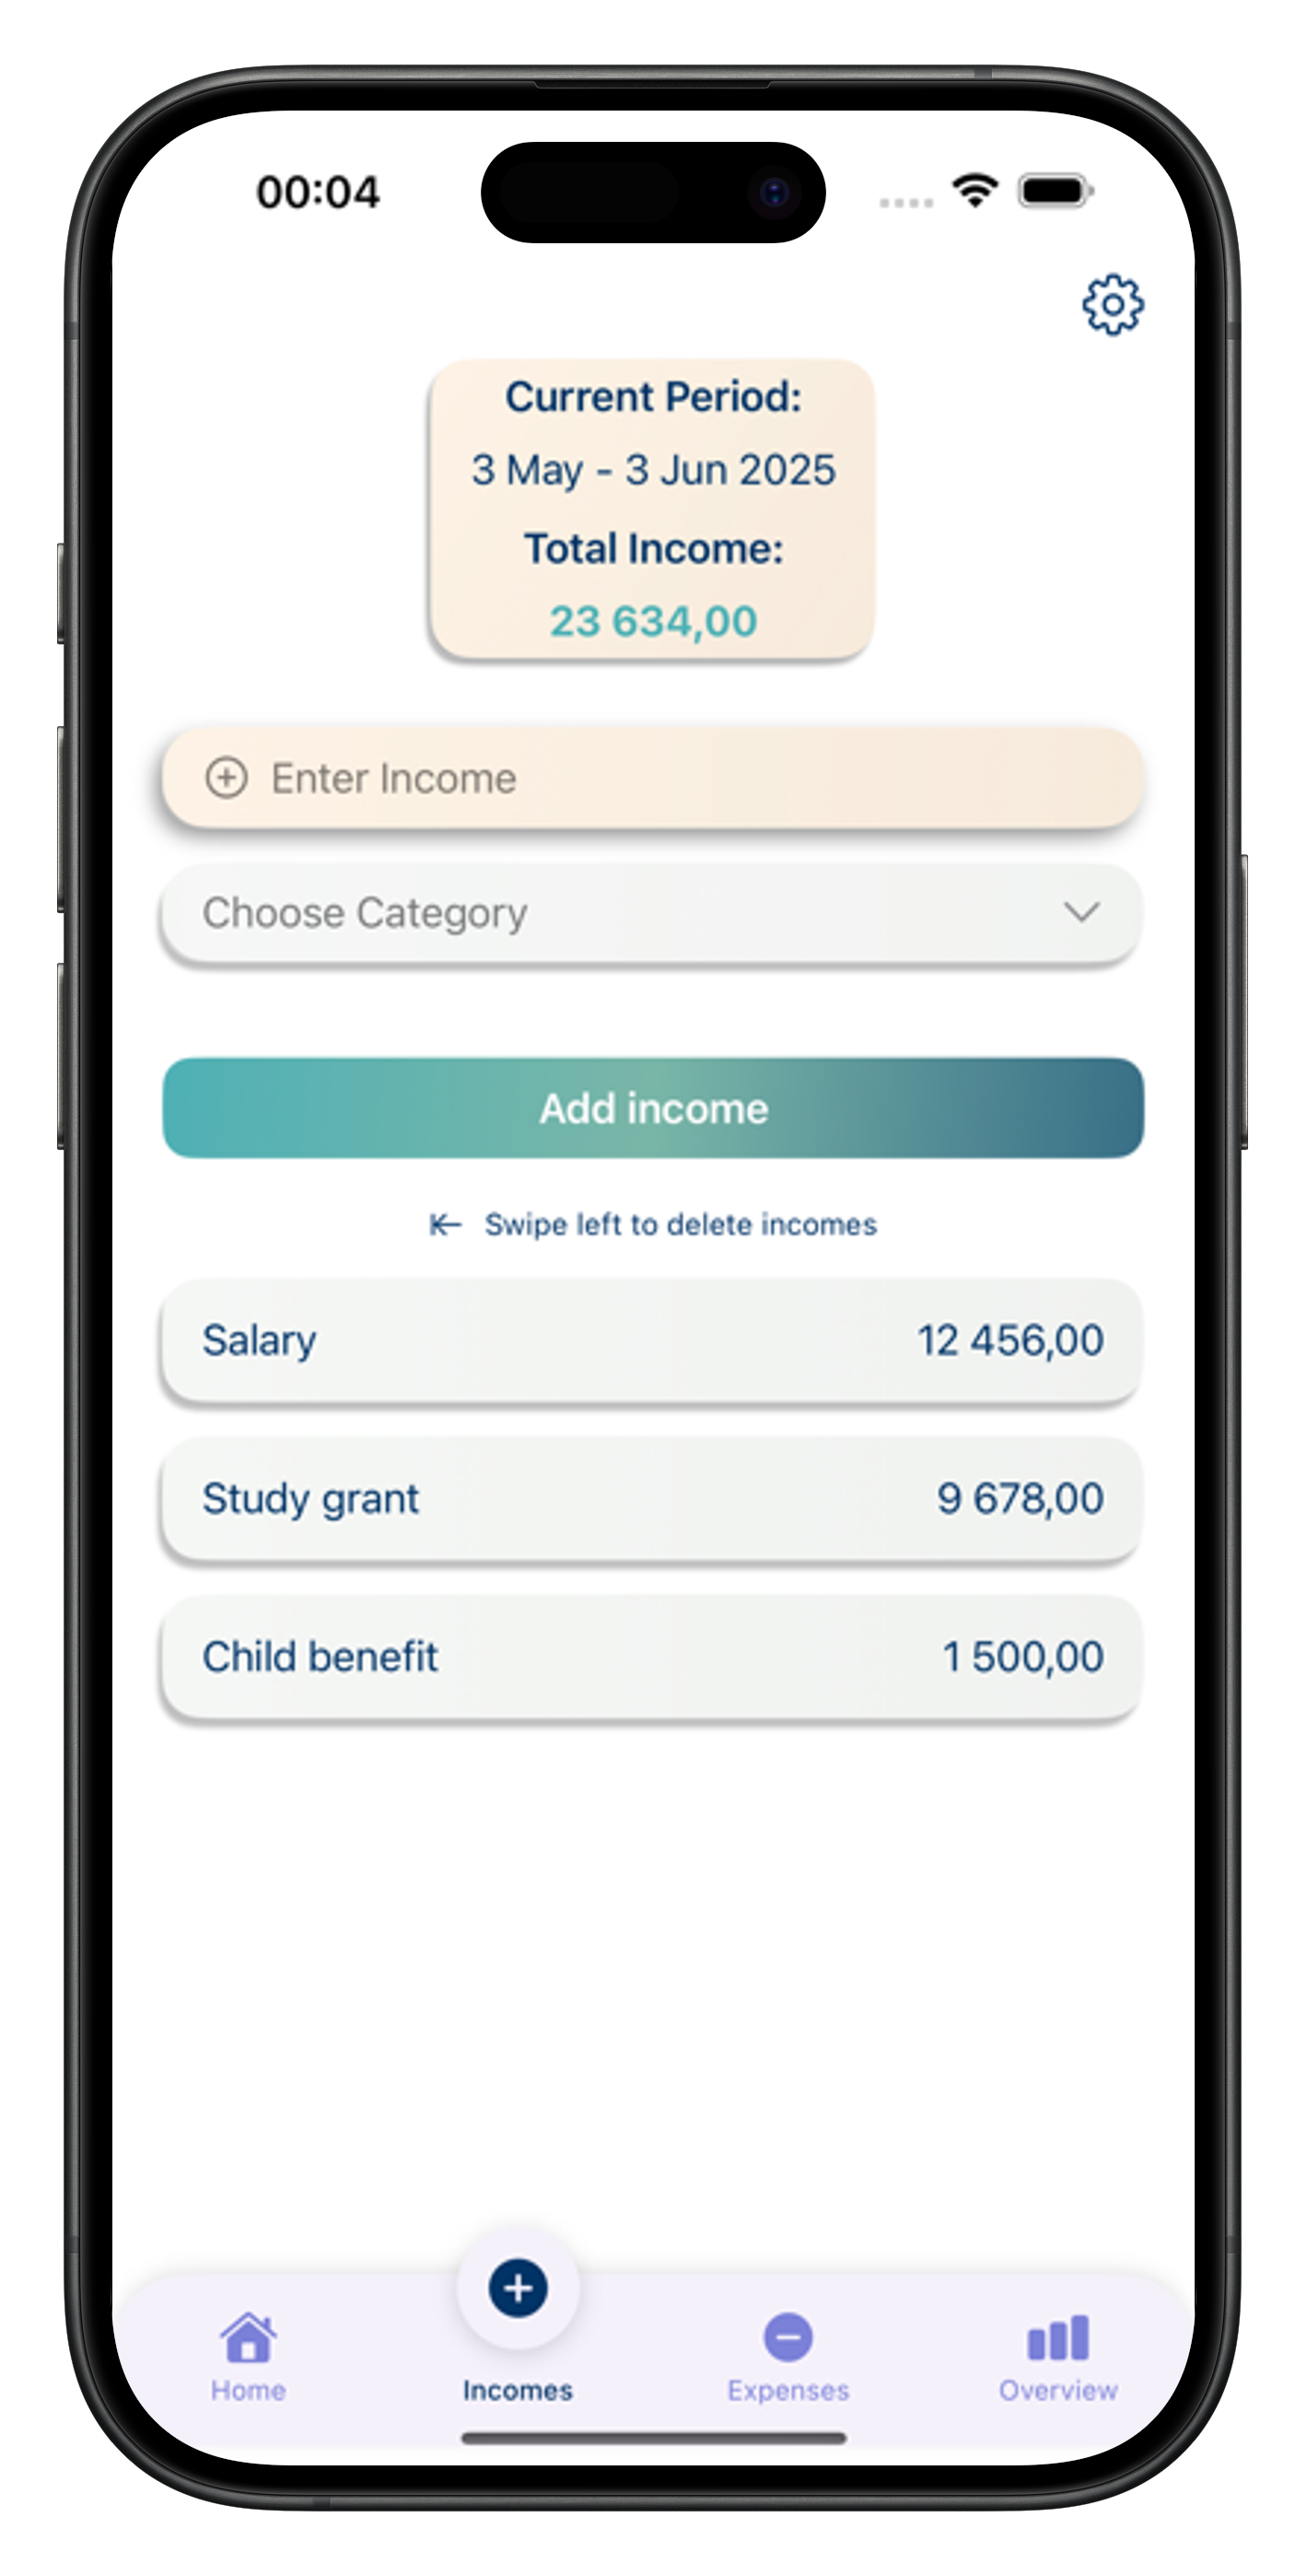 00:04
Current Period:
3 May - 3 Jun 2025
Total Income:
23 634,00
Enter Income
Choose Category
Add income
Swipe left to delete incomes
Salary 12 456,00
Study grant 9 678,00
Child benefit 1 500,00
Home Incomes Expenses Overview